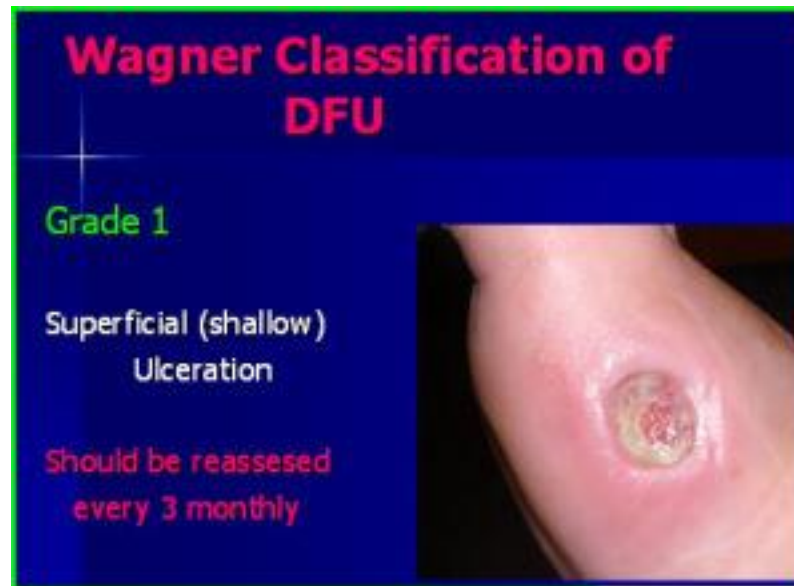 Wagner Classification of
DFU
Grade 1
Superficial (shallow)
Ulceration
Should be reassesed
every 3 monthly